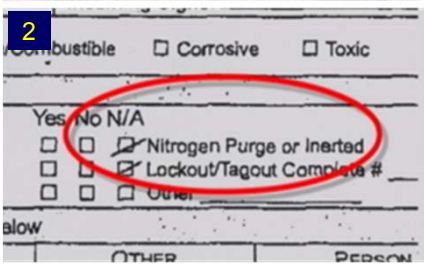 2
/Combustible ☐ Corrosive ☐ Toxic
Yes No N/A
☐ ☐ ☑ Nitrogen Purge or Inerted
☐ ☐ ☑ Lockout/Tagout Complete #
☐ ☐ ☐ Other
elow
OTHER PERSON